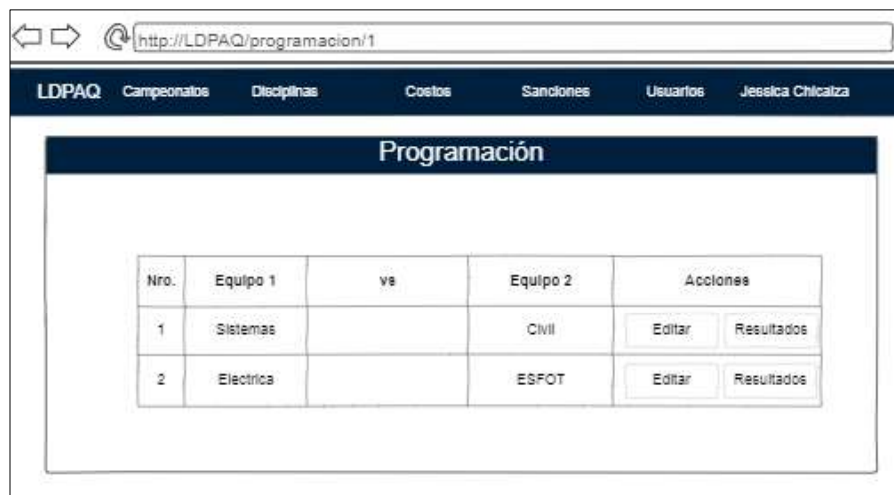 http://LDPAQ/programacion/1
LDPAQ Campeonatos Disciplinas Costos Sanciones Usuarios Jessica Chicaiza
Programación
Nro. Equipo 1 vs Equipo 2 Acciones
1 Sistemas Civil Editar Resultados
2 Electrica ESFOT Editar Resultados